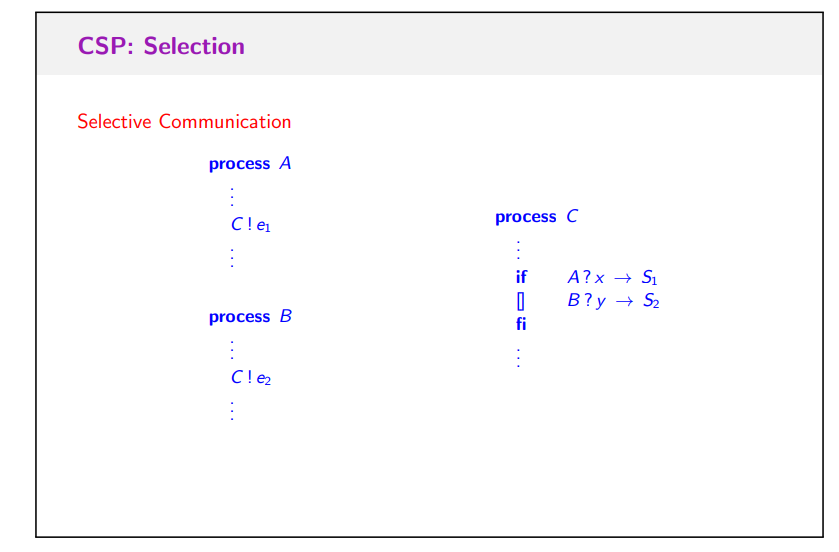 CSP: Selection
Selective Communication
process A
⋮
C ! e₁
⋮
process B
⋮
C ! e₂
⋮
process C
⋮
if A ? x → S₁
[] B ? y → S₂
fi
⋮